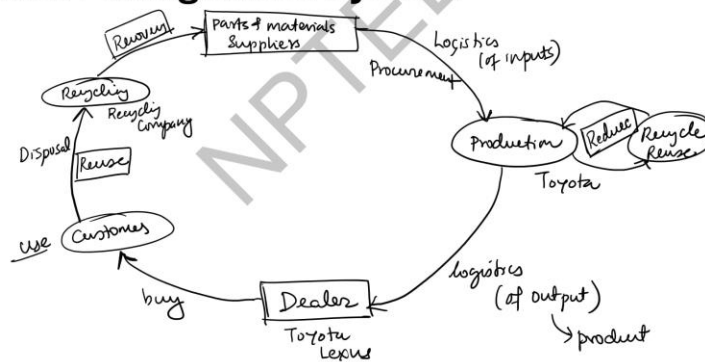 Recovery
Parts & materials
Suppliers
Logistics
(of inputs)
Procurement
Recycling
Recycling
Company
Disposal
Reuse
Production
Toyota
Reduce
Recycle
Reuse
use
Customer
buy
Dealer
Toyota
Lexus
logistics
(of output)
product
NPTEL